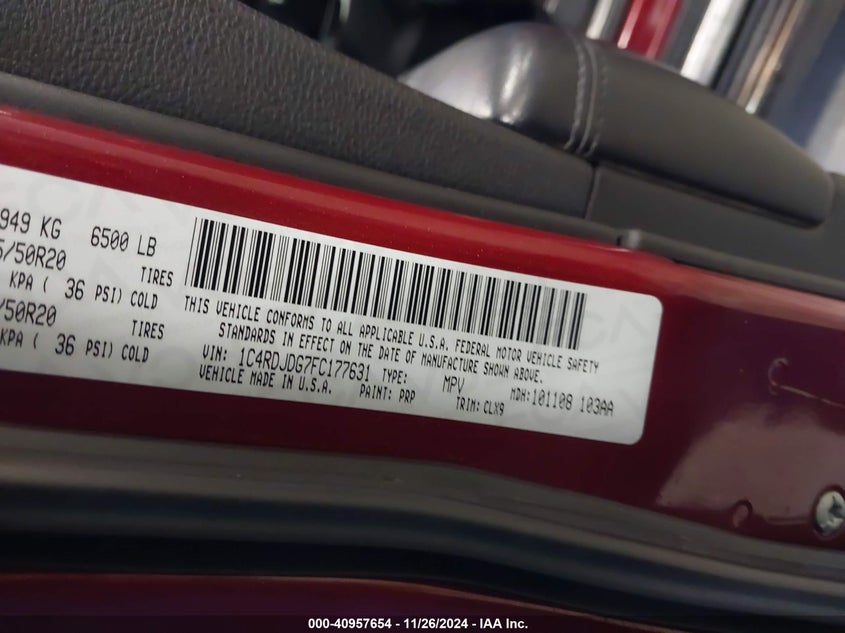 949 KG 6500 LB
/50R20 TIRES
KPA ( 36 PSI) COLD
/50R20 TIRES
KPA ( 36 PSI) COLD
THIS VEHICLE CONFORMS TO ALL APPLICABLE U.S.A. FEDERAL MOTOR VEHICLE SAFETY
STANDARDS IN EFFECT ON THE DATE OF MANUFACTURE SHOWN ABOVE.
VIN: 1C4RDJDG7FC177631 TYPE: MPV MDH:101108 103AA
VEHICLE MADE IN U.S.A. PAINT: PRP TRIM: CLX9
000-40957654 - 11/26/2024 - IAA Inc.